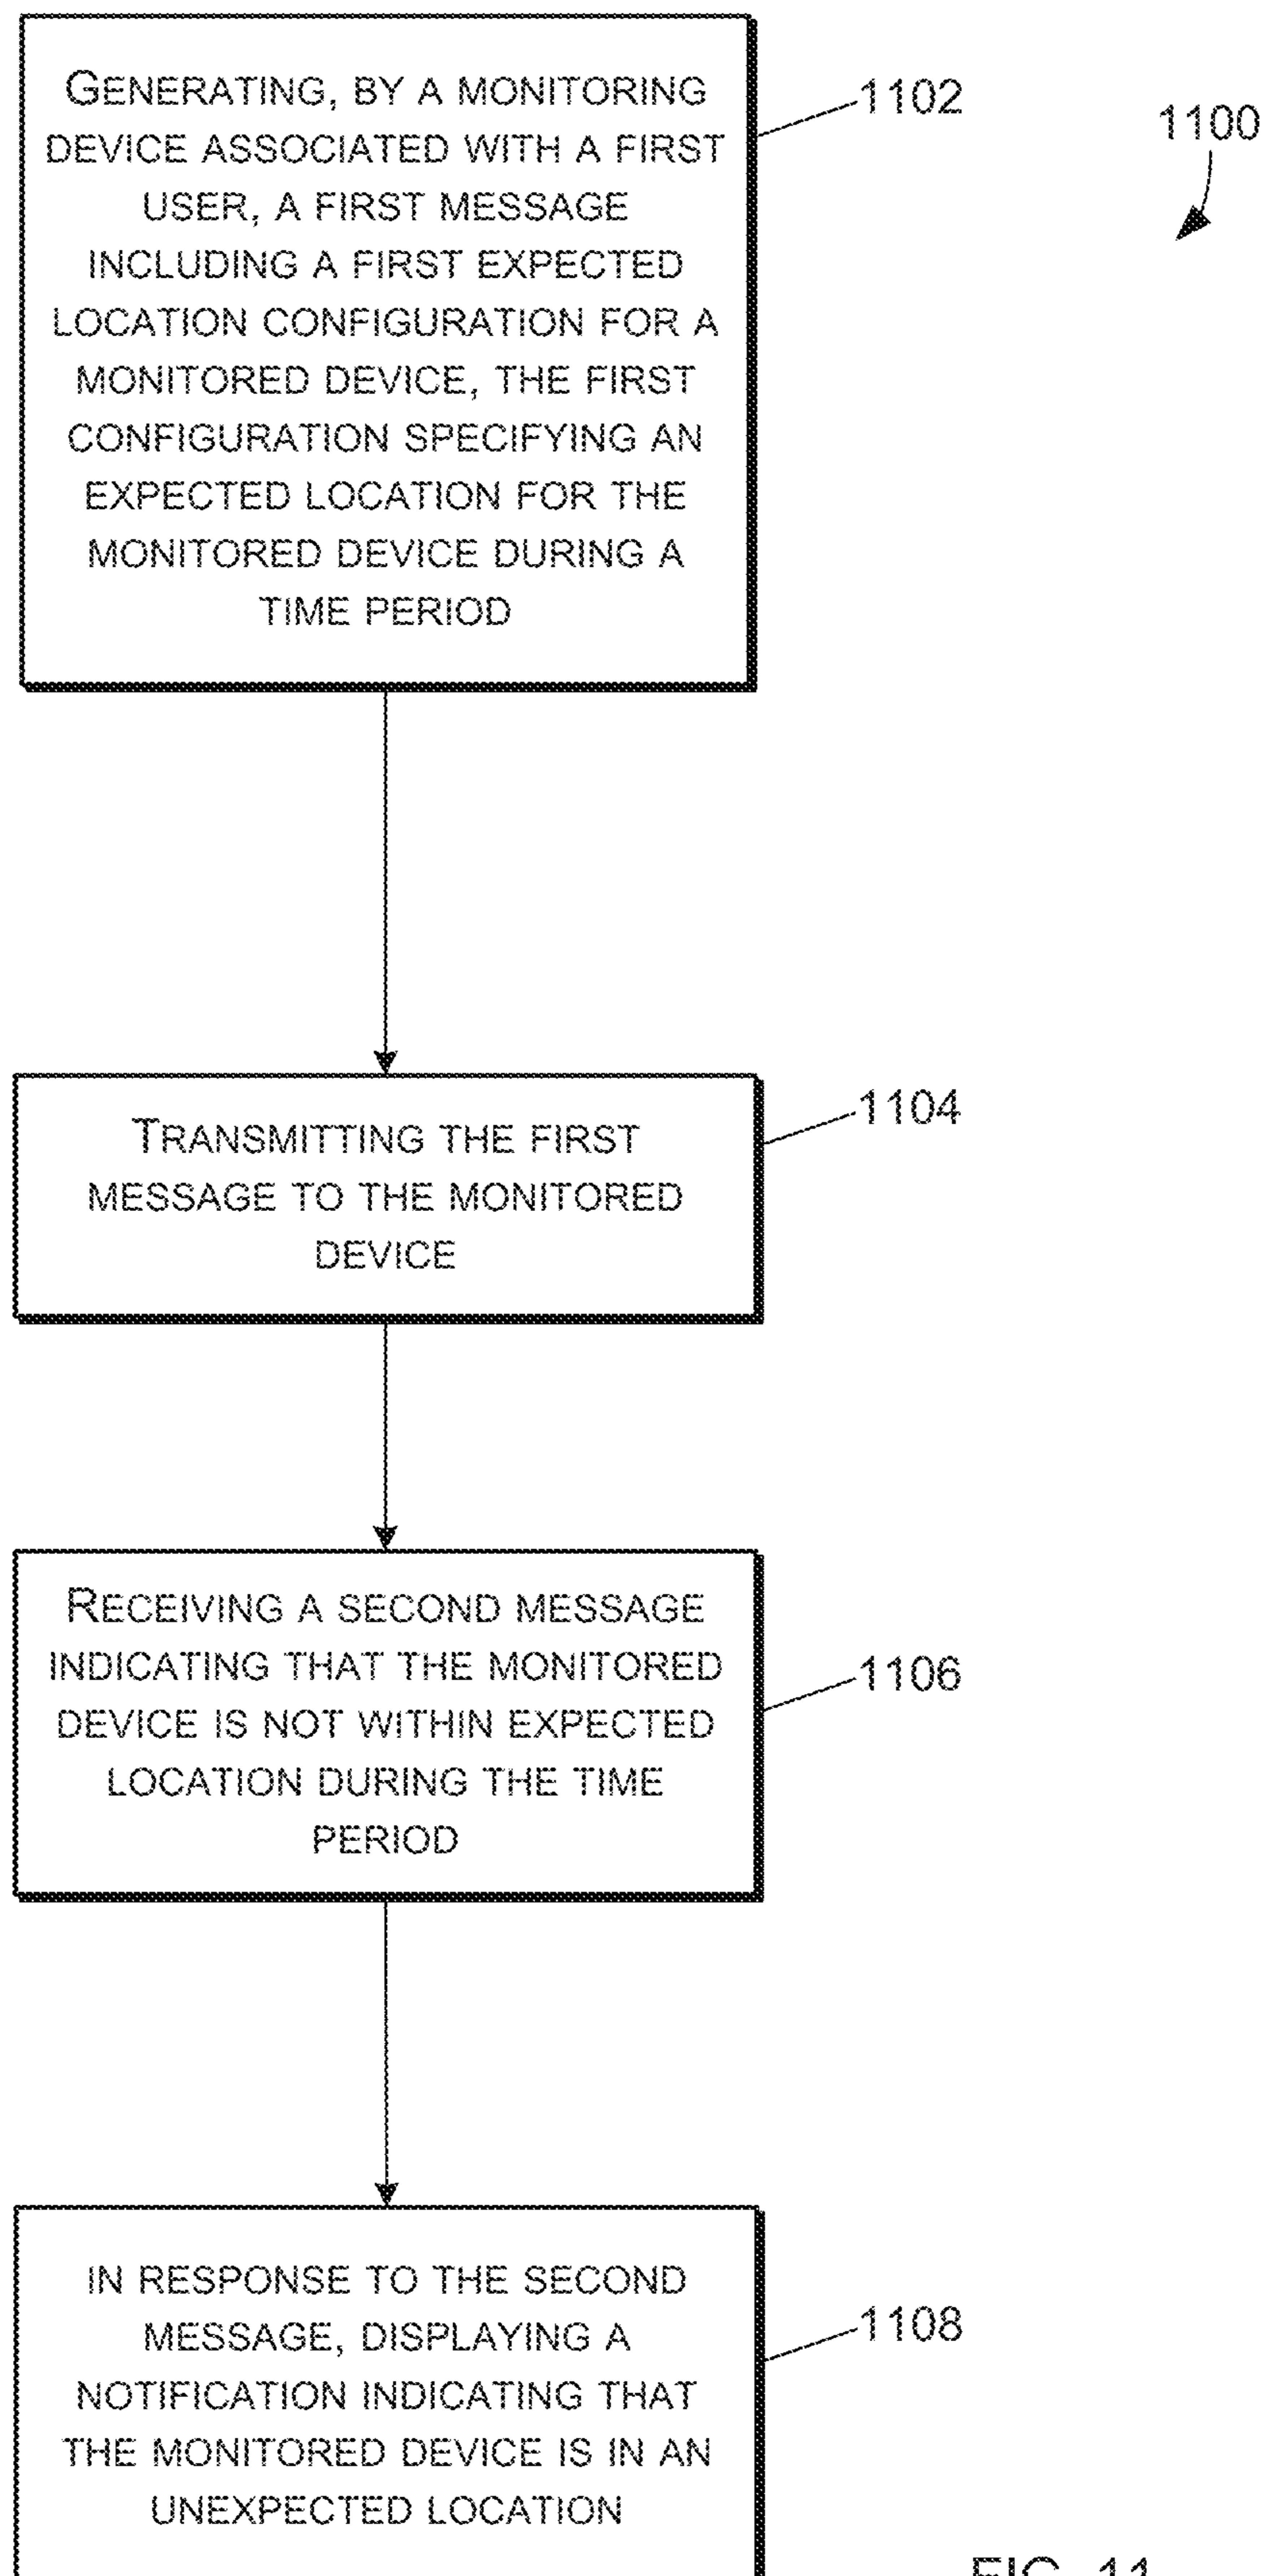 GENERATING, BY A MONITORING
DEVICE ASSOCIATED WITH A FIRST
USER, A FIRST MESSAGE
INCLUDING A FIRST EXPECTED
LOCATION CONFIGURATION FOR A
MONITORED DEVICE, THE FIRST
CONFIGURATION SPECIFYING AN
EXPECTED LOCATION FOR THE
MONITORED DEVICE DURING A
TIME PERIOD
1102
1100
TRANSMITTING THE FIRST
MESSAGE TO THE MONITORED
DEVICE
1104
RECEIVING A SECOND MESSAGE
INDICATING THAT THE MONITORED
DEVICE IS NOT WITHIN EXPECTED
LOCATION DURING THE TIME
PERIOD
1106
IN RESPONSE TO THE SECOND
MESSAGE, DISPLAYING A
NOTIFICATION INDICATING THAT
THE MONITORED DEVICE IS IN AN
UNEXPECTED LOCATION
1108
FIG. 11